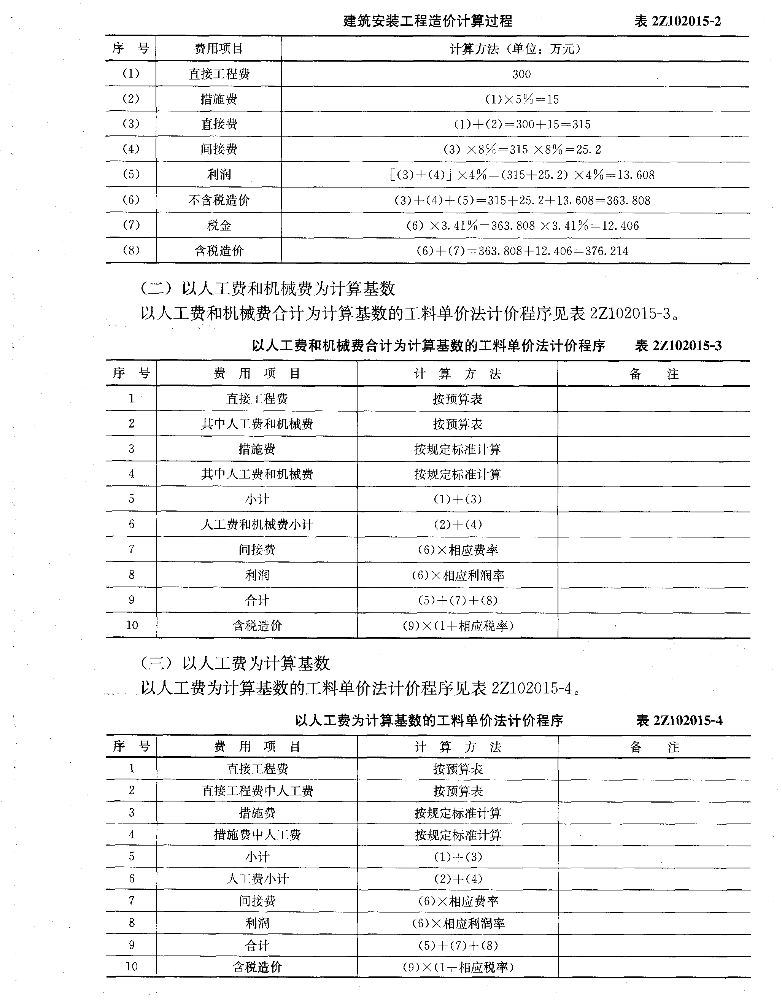 建筑安装工程造价计算过程 表 2Z102015-2
序 号 费用项目 计算方法（单位：万元）
(1) 直接工程费 300
(2) 措施费 (1)×5%=15
(3) 直接费 (1)+(2)=300+15=315
(4) 间接费 (3)×8%=315×8%=25.2
(5) 利润 [(3)+(4)]×4%=(315+25.2)×4%=13.608
(6) 不含税造价 (3)+(4)+(5)=315+25.2+13.608=363.808
(7) 税金 (6)×3.41%=363.808×3.41%=12.406
(8) 含税造价 (6)+(7)=363.808+12.406=376.214
（二）以人工费和机械费为计算基数
以人工费和机械费合计为计算基数的工料单价法计价程序见表 2Z102015-3。
以人工费和机械费合计为计算基数的工料单价法计价程序 表 2Z102015-3
序 号 费 用 项 目 计 算 方 法 备 注
1 直接工程费 按预算表
2 其中人工费和机械费 按预算表
3 措施费 按规定标准计算
4 其中人工费和机械费 按规定标准计算
5 小计 (1)+(3)
6 人工费和机械费小计 (2)+(4)
7 间接费 (6)×相应费率
8 利润 (6)×相应利润率
9 合计 (5)+(7)+(8)
10 含税造价 (9)×(1+相应税率)
（三）以人工费为计算基数
以人工费为计算基数的工料单价法计价程序见表 2Z102015-4。
以人工费为计算基数的工料单价法计价程序 表 2Z102015-4
序 号 费 用 项 目 计 算 方 法 备 注
1 直接工程费 按预算表
2 直接工程费中人工费 按预算表
3 措施费 按规定标准计算
4 措施费中人工费 按规定标准计算
5 小计 (1)+(3)
6 人工费小计 (2)+(4)
7 间接费 (6)×相应费率
8 利润 (6)×相应利润率
9 合计 (5)+(7)+(8)
10 含税造价 (9)×(1+相应税率)